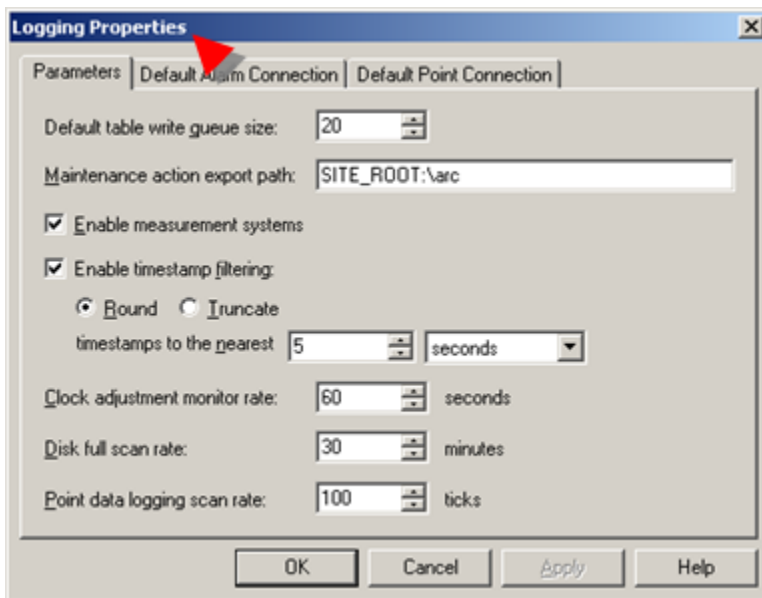 Logging Properties
Parameters Default Alarm Connection Default Point Connection
Default table write queue size: 20
Maintenance action export path: SITE_ROOT:\arc
Enable measurement systems
Enable timestamp filtering:
Round Truncate
timestamps to the nearest 5 seconds
Clock adjustment monitor rate: 60 seconds
Disk full scan rate: 30 minutes
Point data logging scan rate: 100 ticks
OK Cancel Apply Help